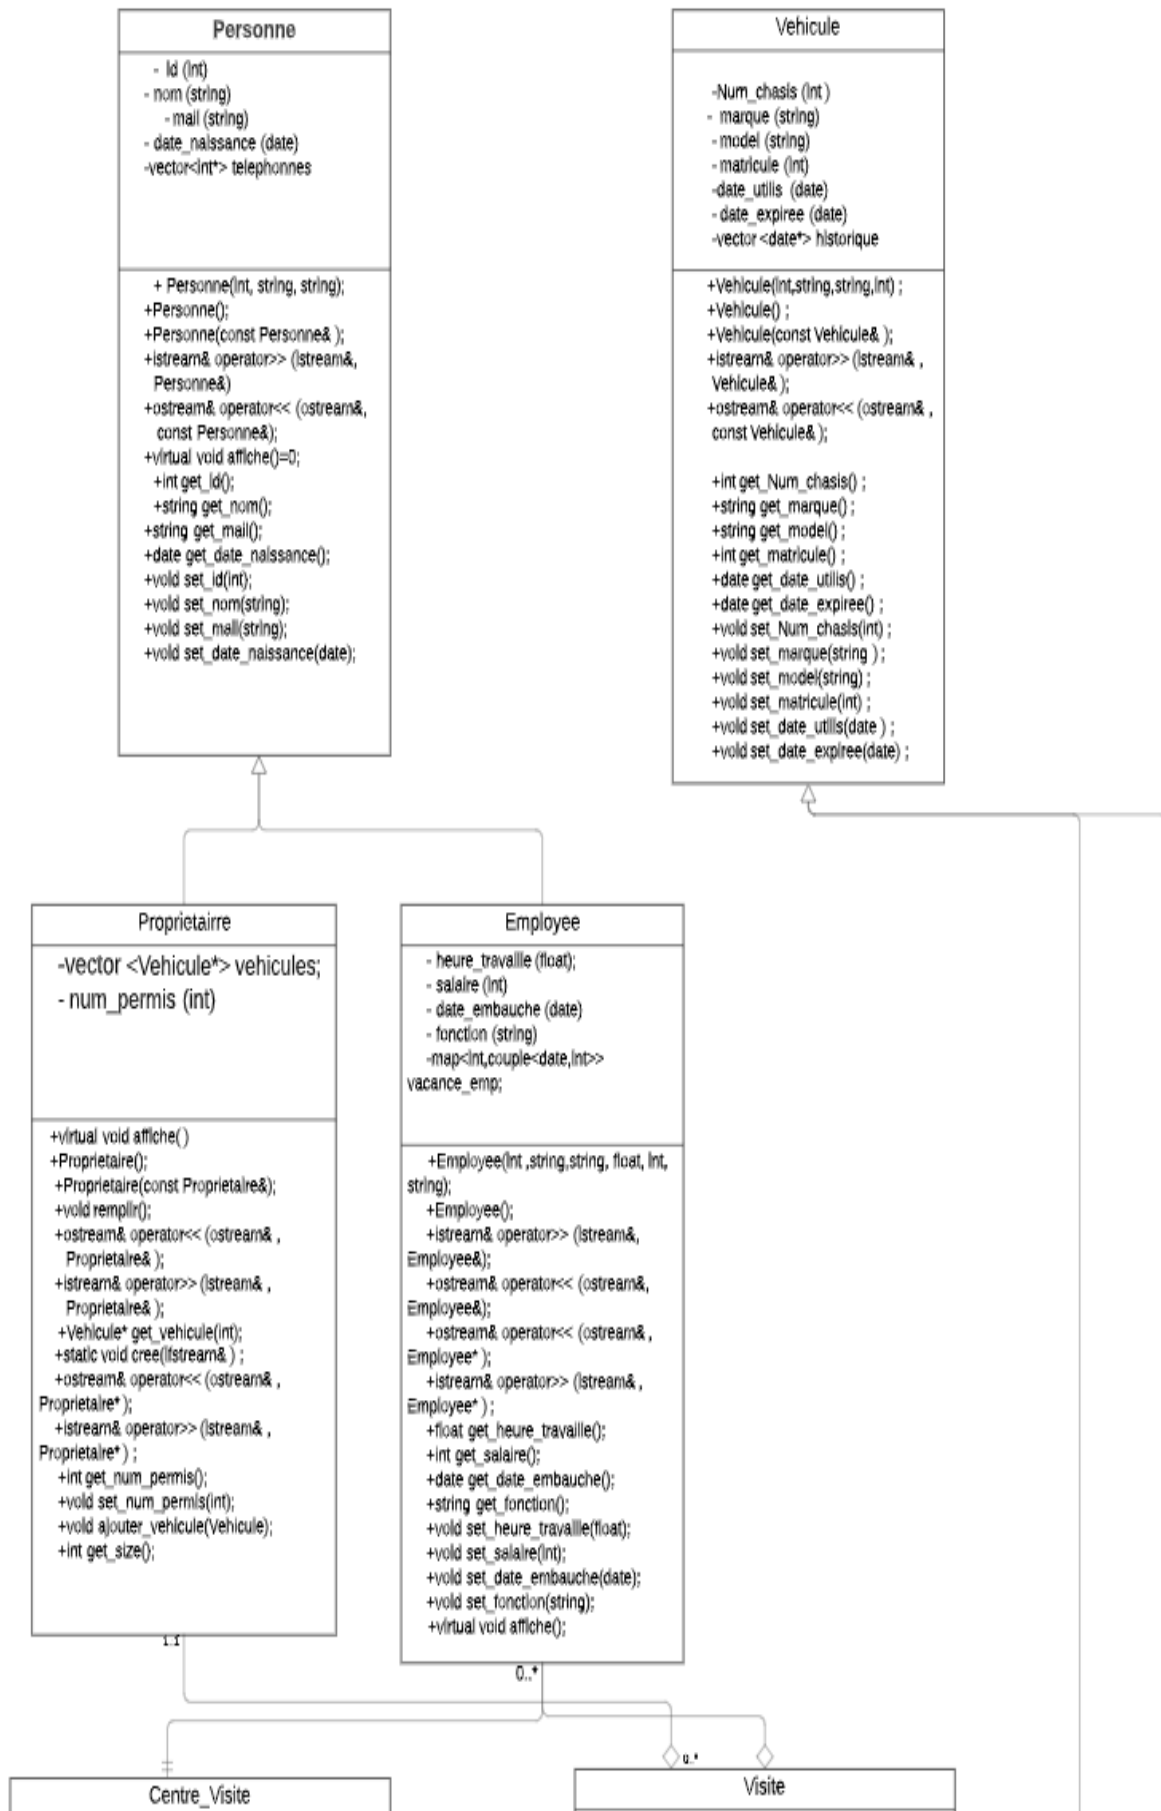 Personne
- Id (int)
- nom (string)
- mail (string)
- date_naissance (date)
-vector<int*> telephonnes
+ Personne(int, string, string);
+Personne();
+Personne(const Personne& );
+istream& operator>> (istream&,
Personne&)
+ostream& operator<< (ostream&,
const Personne&);
+virtual void affiche()=0;
+int get_id();
+string get_nom();
+string get_mail();
+date get_date_naissance();
+void set_id(int);
+void set_nom(string);
+void set_mail(string);
+void set_date_naissance(date);
Vehicule
-Num_chasis (int )
- marque (string)
- model (string)
- matricule (int)
-date_utilis (date)
- date_expiree (date)
-vector <date*> historique
+Vehicule(int,string,string,int) ;
+Vehicule() ;
+Vehicule(const Vehicule& );
+istream& operator>> (istream& ,
Vehicule& );
+ostream& operator<< (ostream& ,
const Vehicule& );
+int get_Num_chasis() ;
+string get_marque() ;
+string get_model() ;
+int get_matricule() ;
+date get_date_utilis() ;
+date get_date_expiree() ;
+void set_Num_chasis(int) ;
+void set_marque(string ) ;
+void set_model(string) ;
+void set_matricule(int) ;
+void set_date_utilis(date ) ;
+void set_date_expiree(date) ;
Proprietairre
-vector <Vehicule*> vehicules;
- num_permis (int)
+virtual void affiche( )
+Proprietaire();
+Proprietaire(const Proprietaire&);
+void remplir();
+ostream& operator<< (ostream& ,
Proprietaire& );
+istream& operator>> (istream& ,
Proprietaire& );
+Vehicule* get_vehicule(int);
+static void cree(ifstream& ) ;
+ostream& operator<< (ostream& ,
Proprietaire* );
+istream& operator>> (istream& ,
Proprietaire* ) ;
+int get_num_permis();
+void set_num_permis(int);
+void ajouter_vehicule(Vehicule);
+int get_size();
1..1
Employee
- heure_travaille (float);
- salaire (int)
- date_embauche (date)
- fonction (string)
-map<int,couple<date,int>>
vacance_emp;
+Employee(int ,string,string, float, int,
string);
+Employee();
+istream& operator>> (istream&,
Employee&);
+ostream& operator<< (ostream&,
Employee&);
+ostream& operator<< (ostream& ,
Employee* );
+istream& operator>> (istream& ,
Employee* ) ;
+float get_heure_travaille();
+int get_salaire();
+date get_date_embauche();
+string get_fonction();
+void set_heure_travaille(float);
+void set_salaire(int);
+void set_date_embauche(date);
+void set_fonction(string);
+virtual void affiche();
0..*
0..*
Centre_Visite
Visite